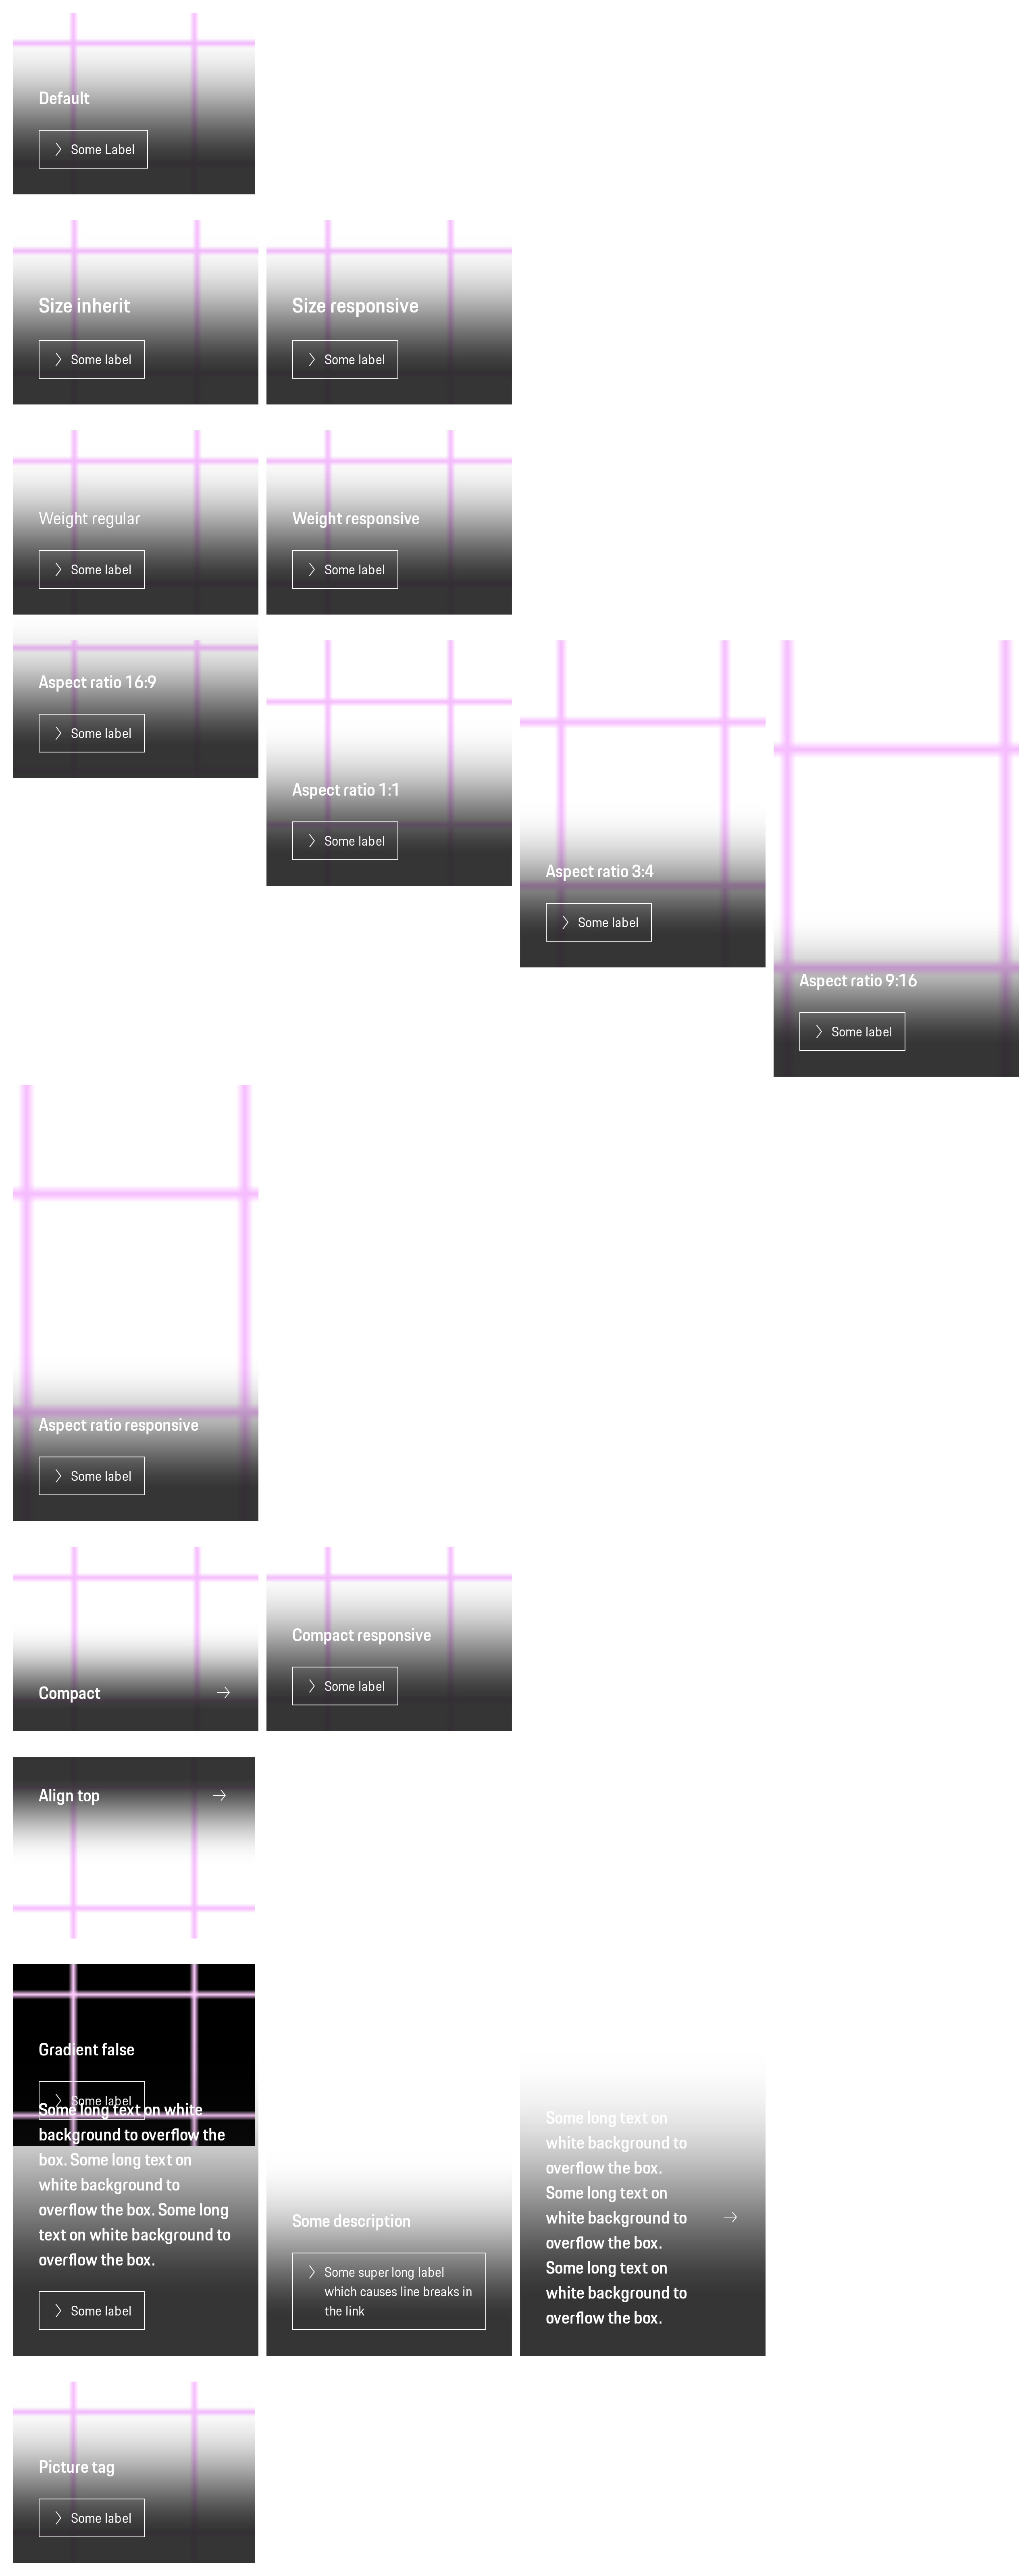 Default
Some Label
Size inherit
Some label
Size responsive
Some label
Weight regular
Some label
Weight responsive
Some label
Aspect ratio 16:9
Some label
Aspect ratio 1:1
Some label
Aspect ratio 3:4
Some label
Aspect ratio 9:16
Some label
Aspect ratio responsive
Some label
Compact
Compact responsive
Some label
Align top
Gradient false
Some label
Some long text on white
background to overflow the
box. Some long text on
white background to
overflow the box. Some long
text on white background to
overflow the box.
Some label
Some description
Some super long label
which causes line breaks in
the link
Some long text on
white background to
overflow the box.
Some long text on
white background to
overflow the box.
Some long text on
white background to
overflow the box.
Picture tag
Some label